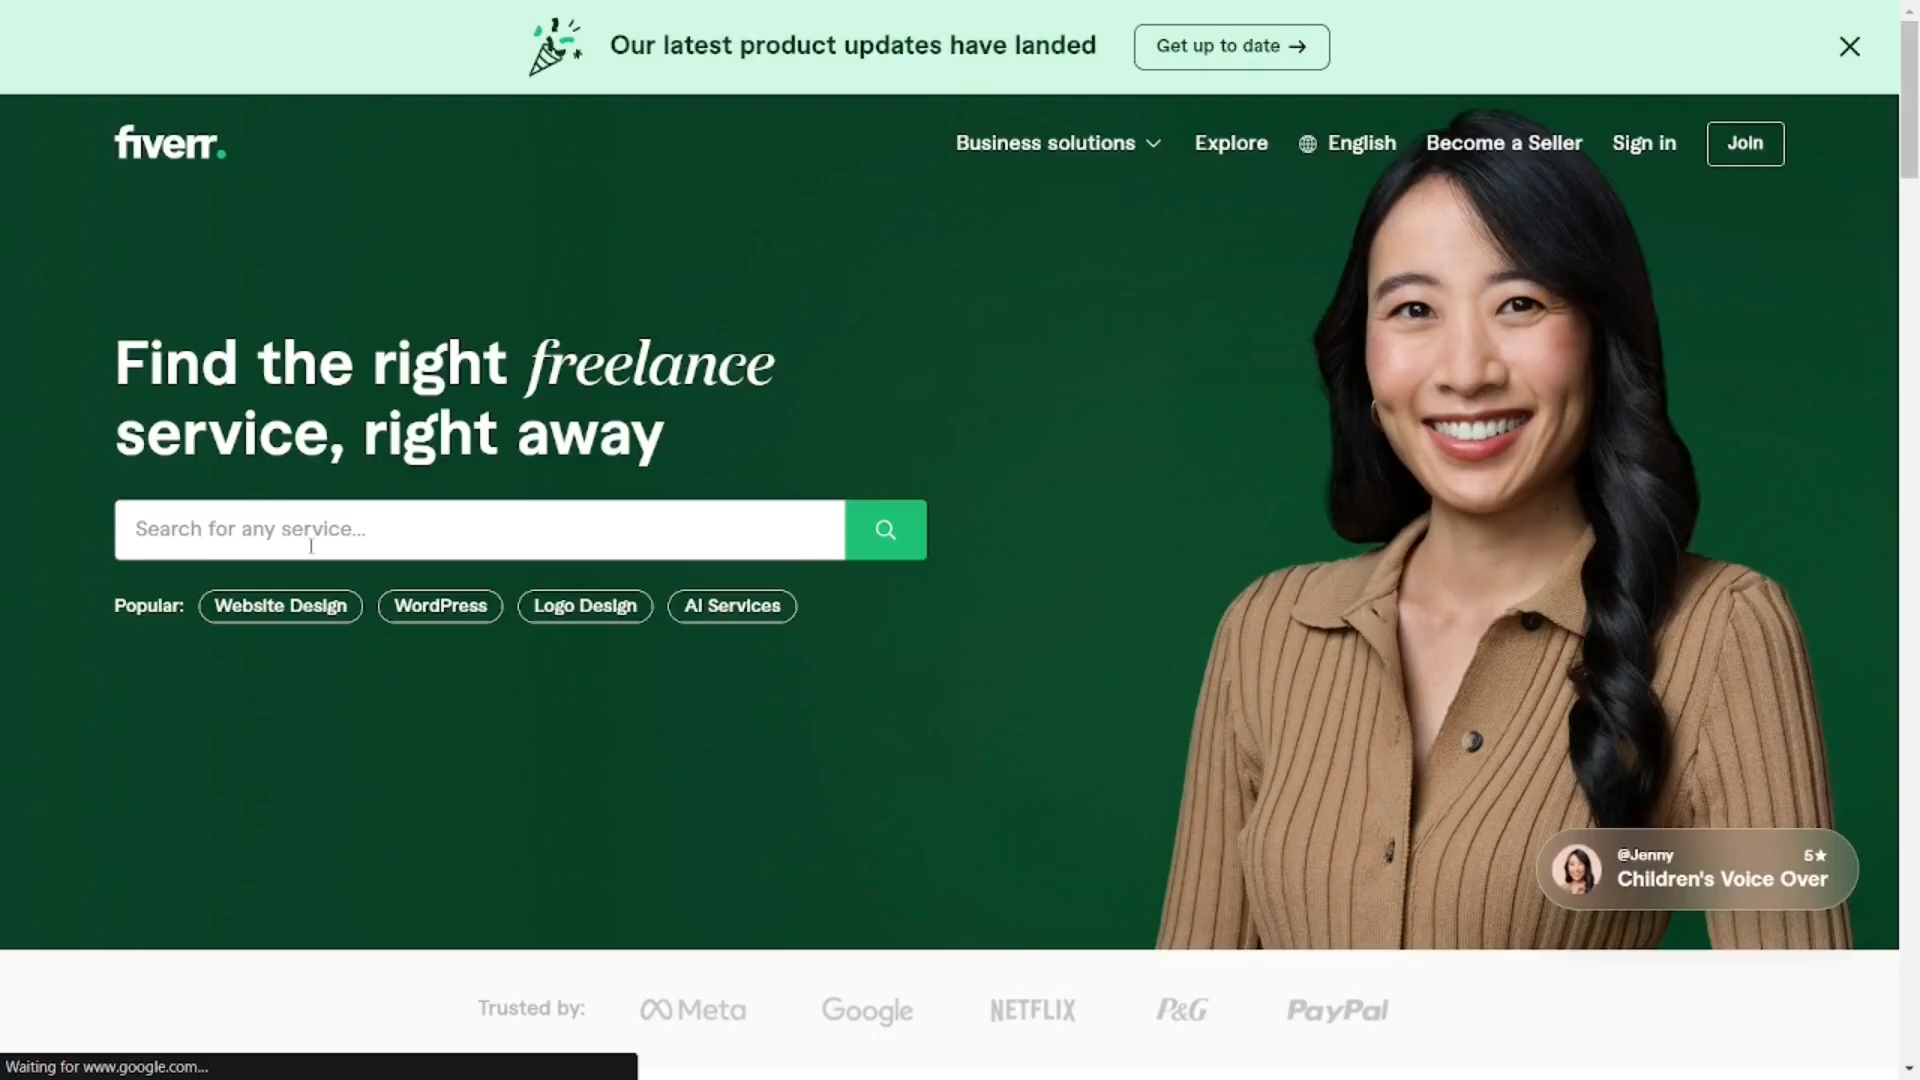 Our latest product updates have landed
Get up to date →
fiverr.
Business solutions
Explore
English
Become a Seller
Sign in
Join
Find the right freelance
service, right away
Search for any service...
Popular:
Website Design
WordPress
Logo Design
AI Services
@Jenny
5★
Children's Voice Over
Trusted by:
Meta
Google
NETFLIX
P&G
PayPal
Waiting for www.google.com...